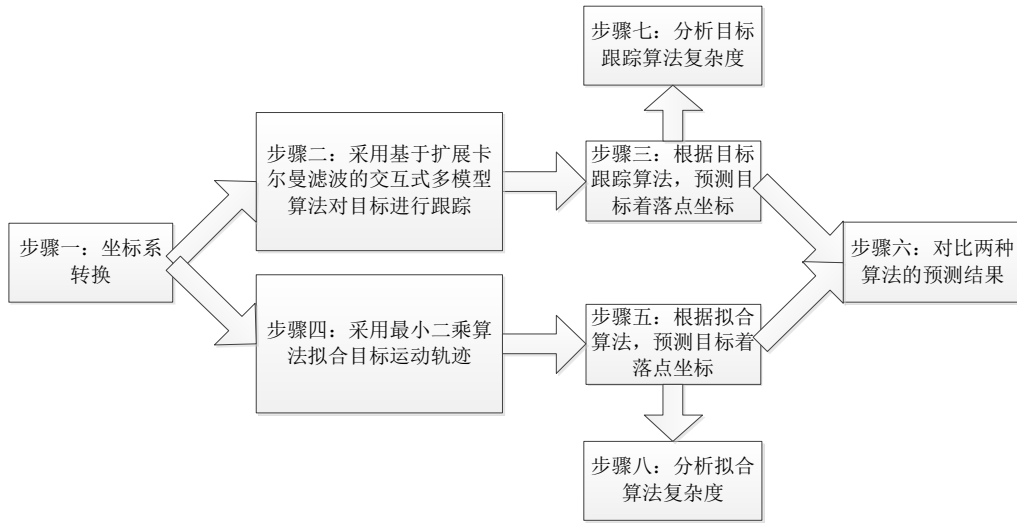 步骤七：分析目标
跟踪算法复杂度
步骤二：采用基于扩展卡
尔曼滤波的交互式多模型
算法对目标进行跟踪
步骤三：根据目标
跟踪算法，预测目
标着落点坐标
步骤一：坐标系
转换
步骤六：对比两种
算法的预测结果
步骤四：采用最小二乘算
法拟合目标运动轨迹
步骤五：根据拟合
算法，预测目标着
落点坐标
步骤八：分析拟合
算法复杂度